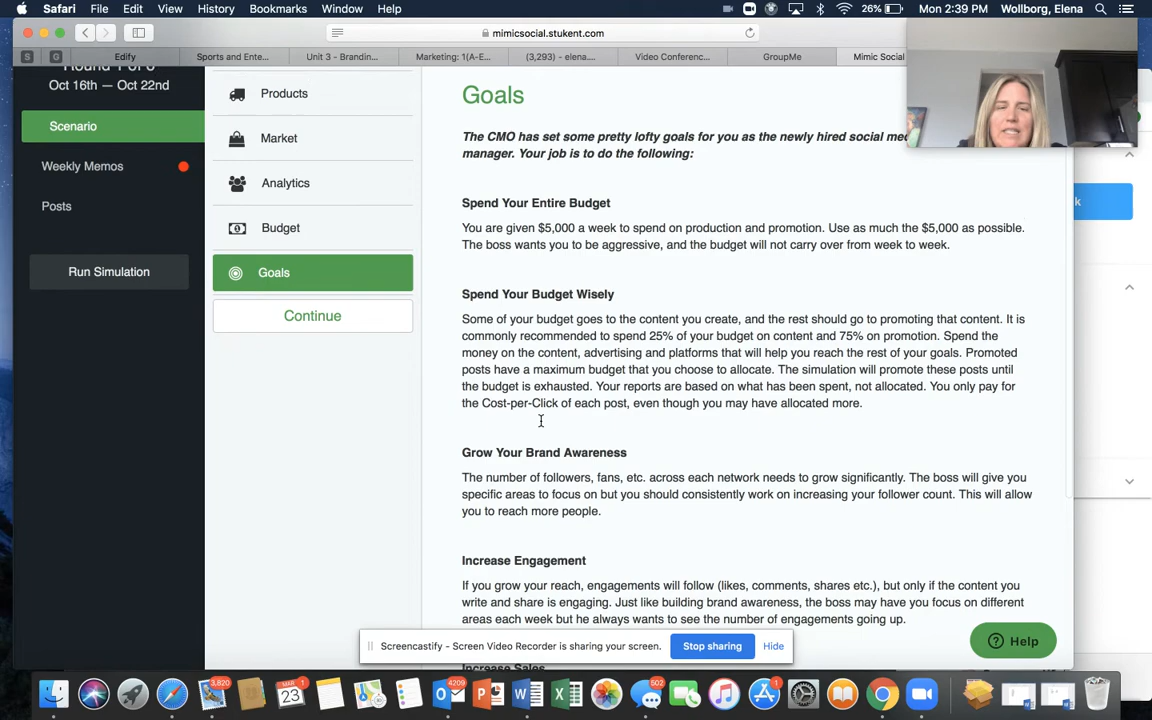 Safari File Edit View History Bookmarks Window Help
26% Mon 2:39 PM Wollborg, Elena
mimicsocial.stukent.com
S G Edify Sports and Ente... Unit 3 - Brandin... Marketing: 1(A-E... (3,293) - elena.... Video Conferenc... GroupMe Mimic Social
Oct 16th — Oct 22nd
Scenario
Weekly Memos
Posts
Run Simulation
Products
Market
Analytics
Budget
Goals
Continue
Goals
The CMO has set some pretty lofty goals for you as the newly hired social me
manager. Your job is to do the following:
Spend Your Entire Budget
You are given $5,000 a week to spend on production and promotion. Use as much the $5,000 as possible.
The boss wants you to be aggressive, and the budget will not carry over from week to week.
Spend Your Budget Wisely
Some of your budget goes to the content you create, and the rest should go to promoting that content. It is
commonly recommended to spend 25% of your budget on content and 75% on promotion. Spend the
money on the content, advertising and platforms that will help you reach the rest of your goals. Promoted
posts have a maximum budget that you choose to allocate. The simulation will promote these posts until
the budget is exhausted. Your reports are based on what has been spent, not allocated. You only pay for
the Cost-per-Click of each post, even though you may have allocated more.
Grow Your Brand Awareness
The number of followers, fans, etc. across each network needs to grow significantly. The boss will give you
specific areas to focus on but you should consistently work on increasing your follower count. This will allow
you to reach more people.
Increase Engagement
If you grow your reach, engagements will follow (likes, comments, shares etc.), but only if the content you
write and share is engaging. Just like building brand awareness, the boss may have you focus on different
areas each week but he always wants to see the number of engagements going up.
Increase Sales
k
Help
Screencastify - Screen Video Recorder is sharing your screen. Stop sharing Hide
3,820
OCT
23
1
4209
502
1